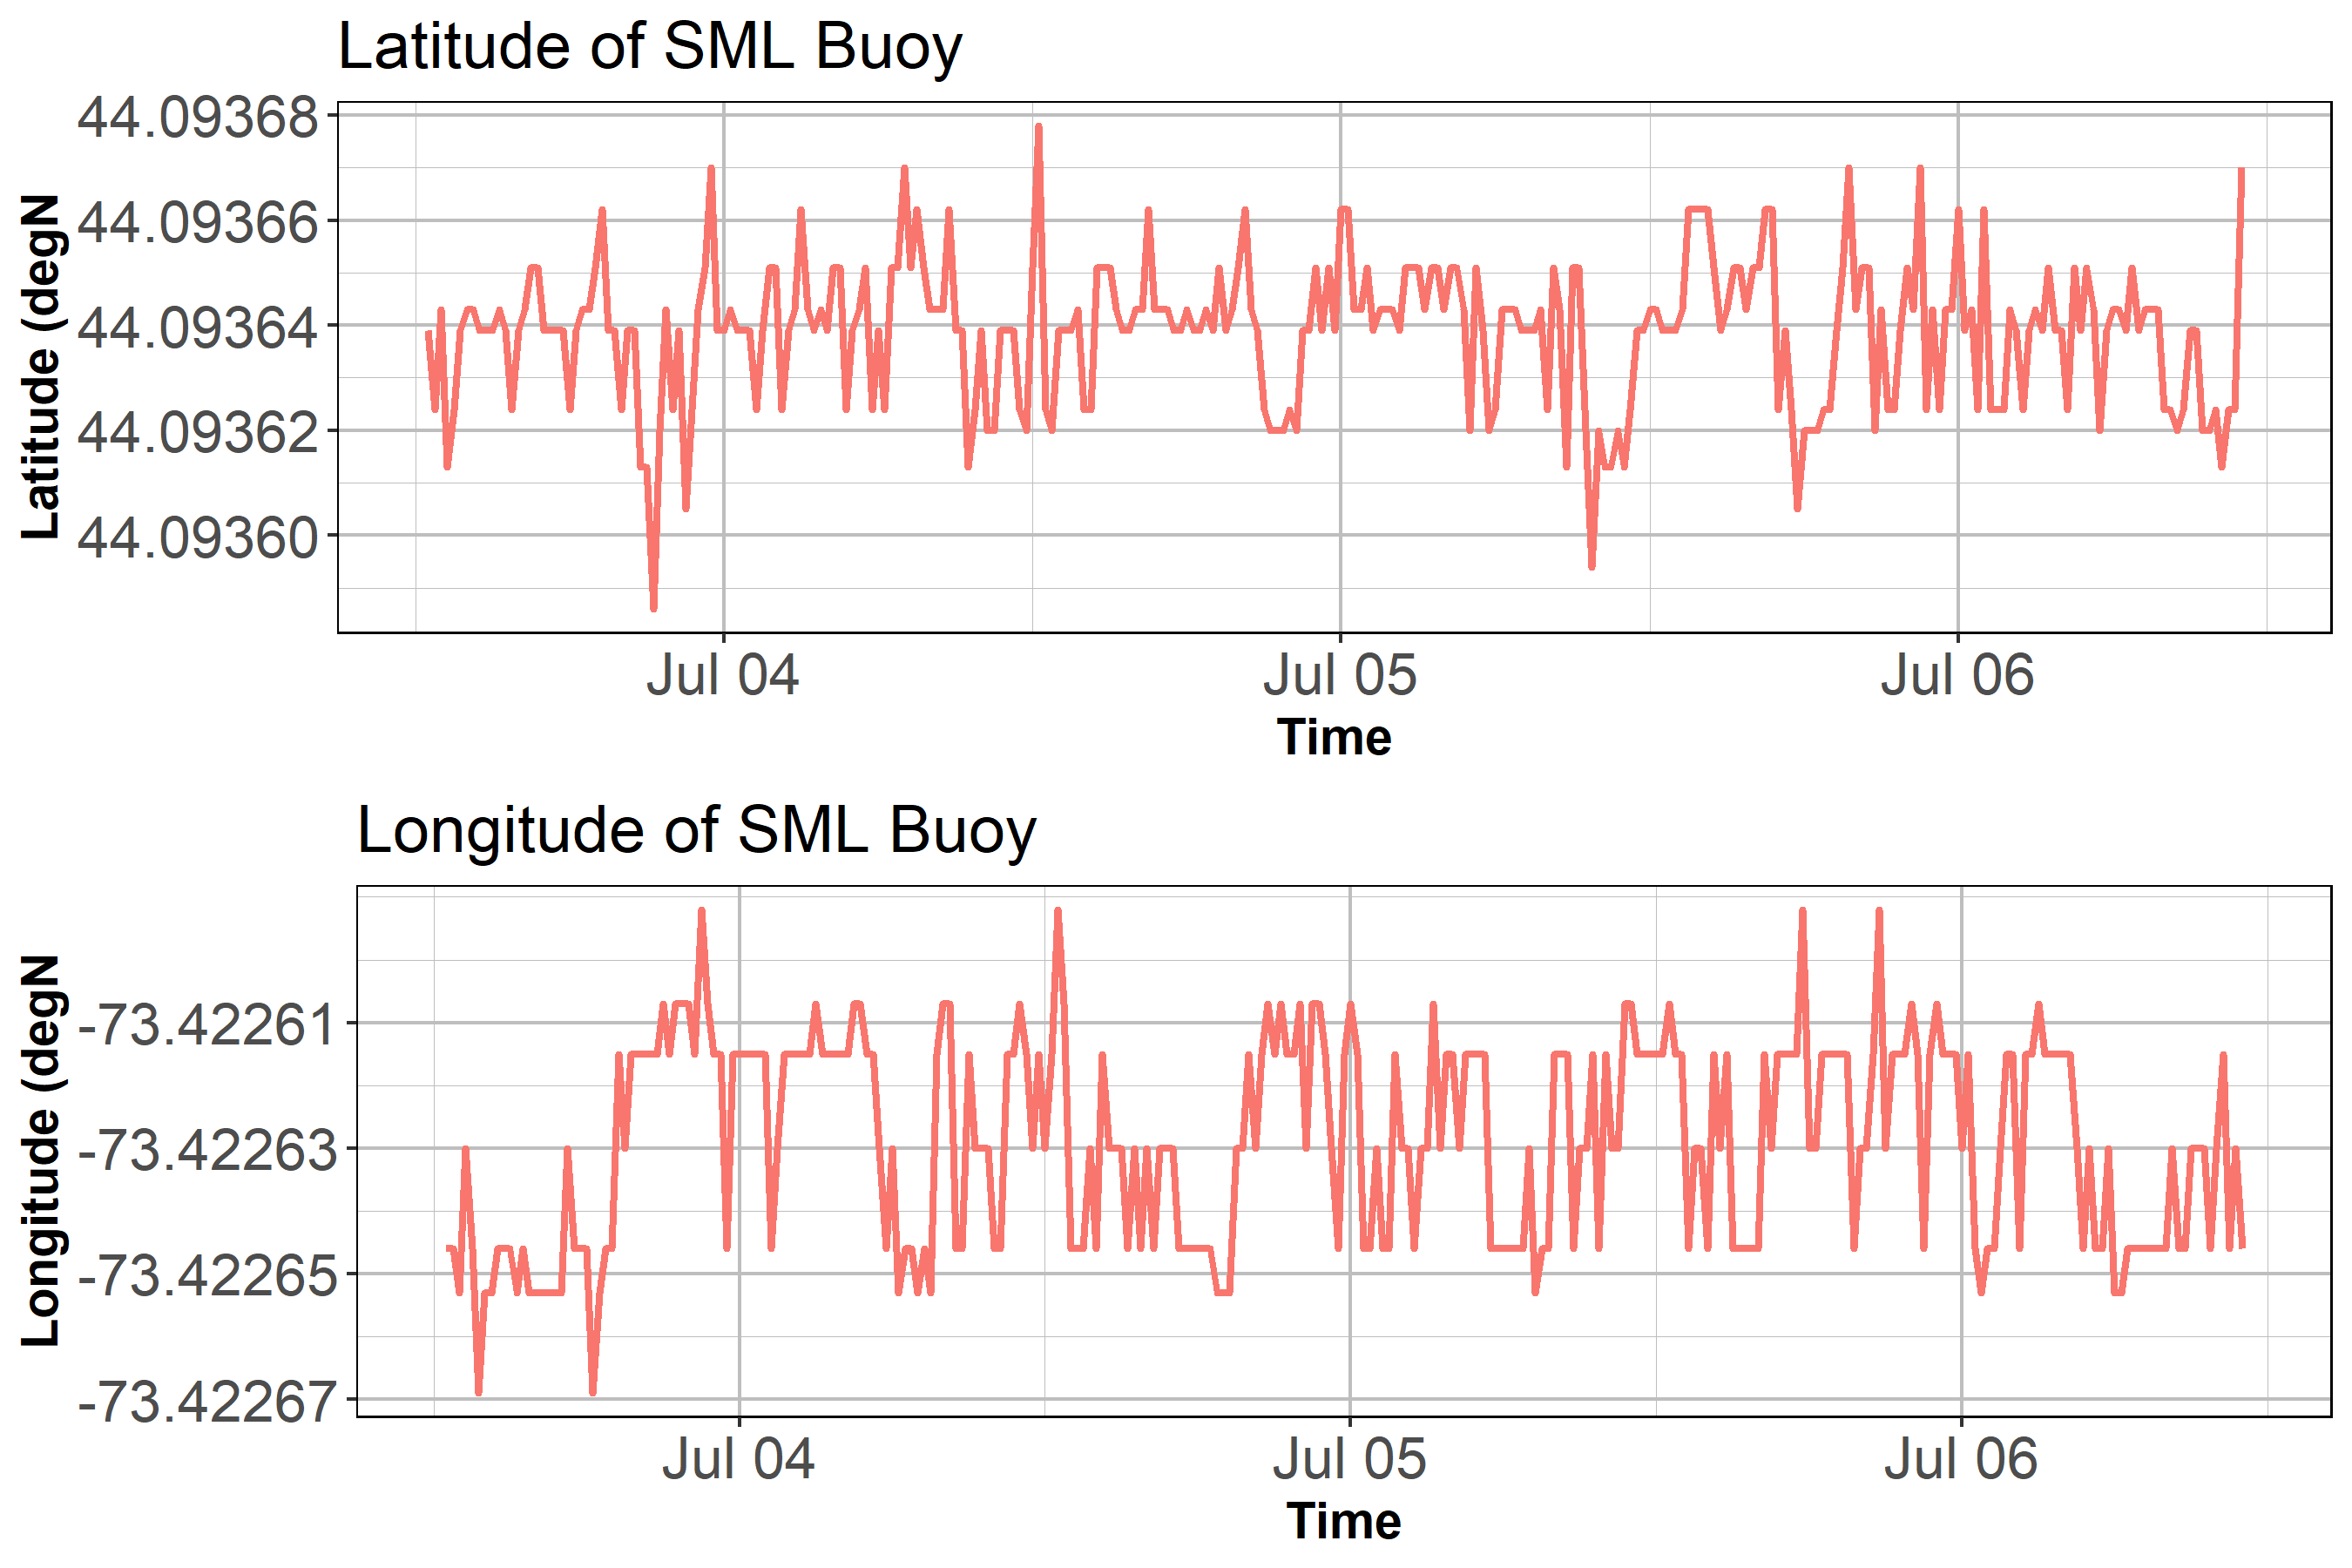 Latitude of SML Buoy
44.09368
44.09366
44.09364
44.09362
44.09360
Latitude (degN
Jul 04 Jul 05 Jul 06
Time
Longitude of SML Buoy
-73.42261
-73.42263
-73.42265
-73.42267
Longitude (degN
Jul 04 Jul 05 Jul 06
Time